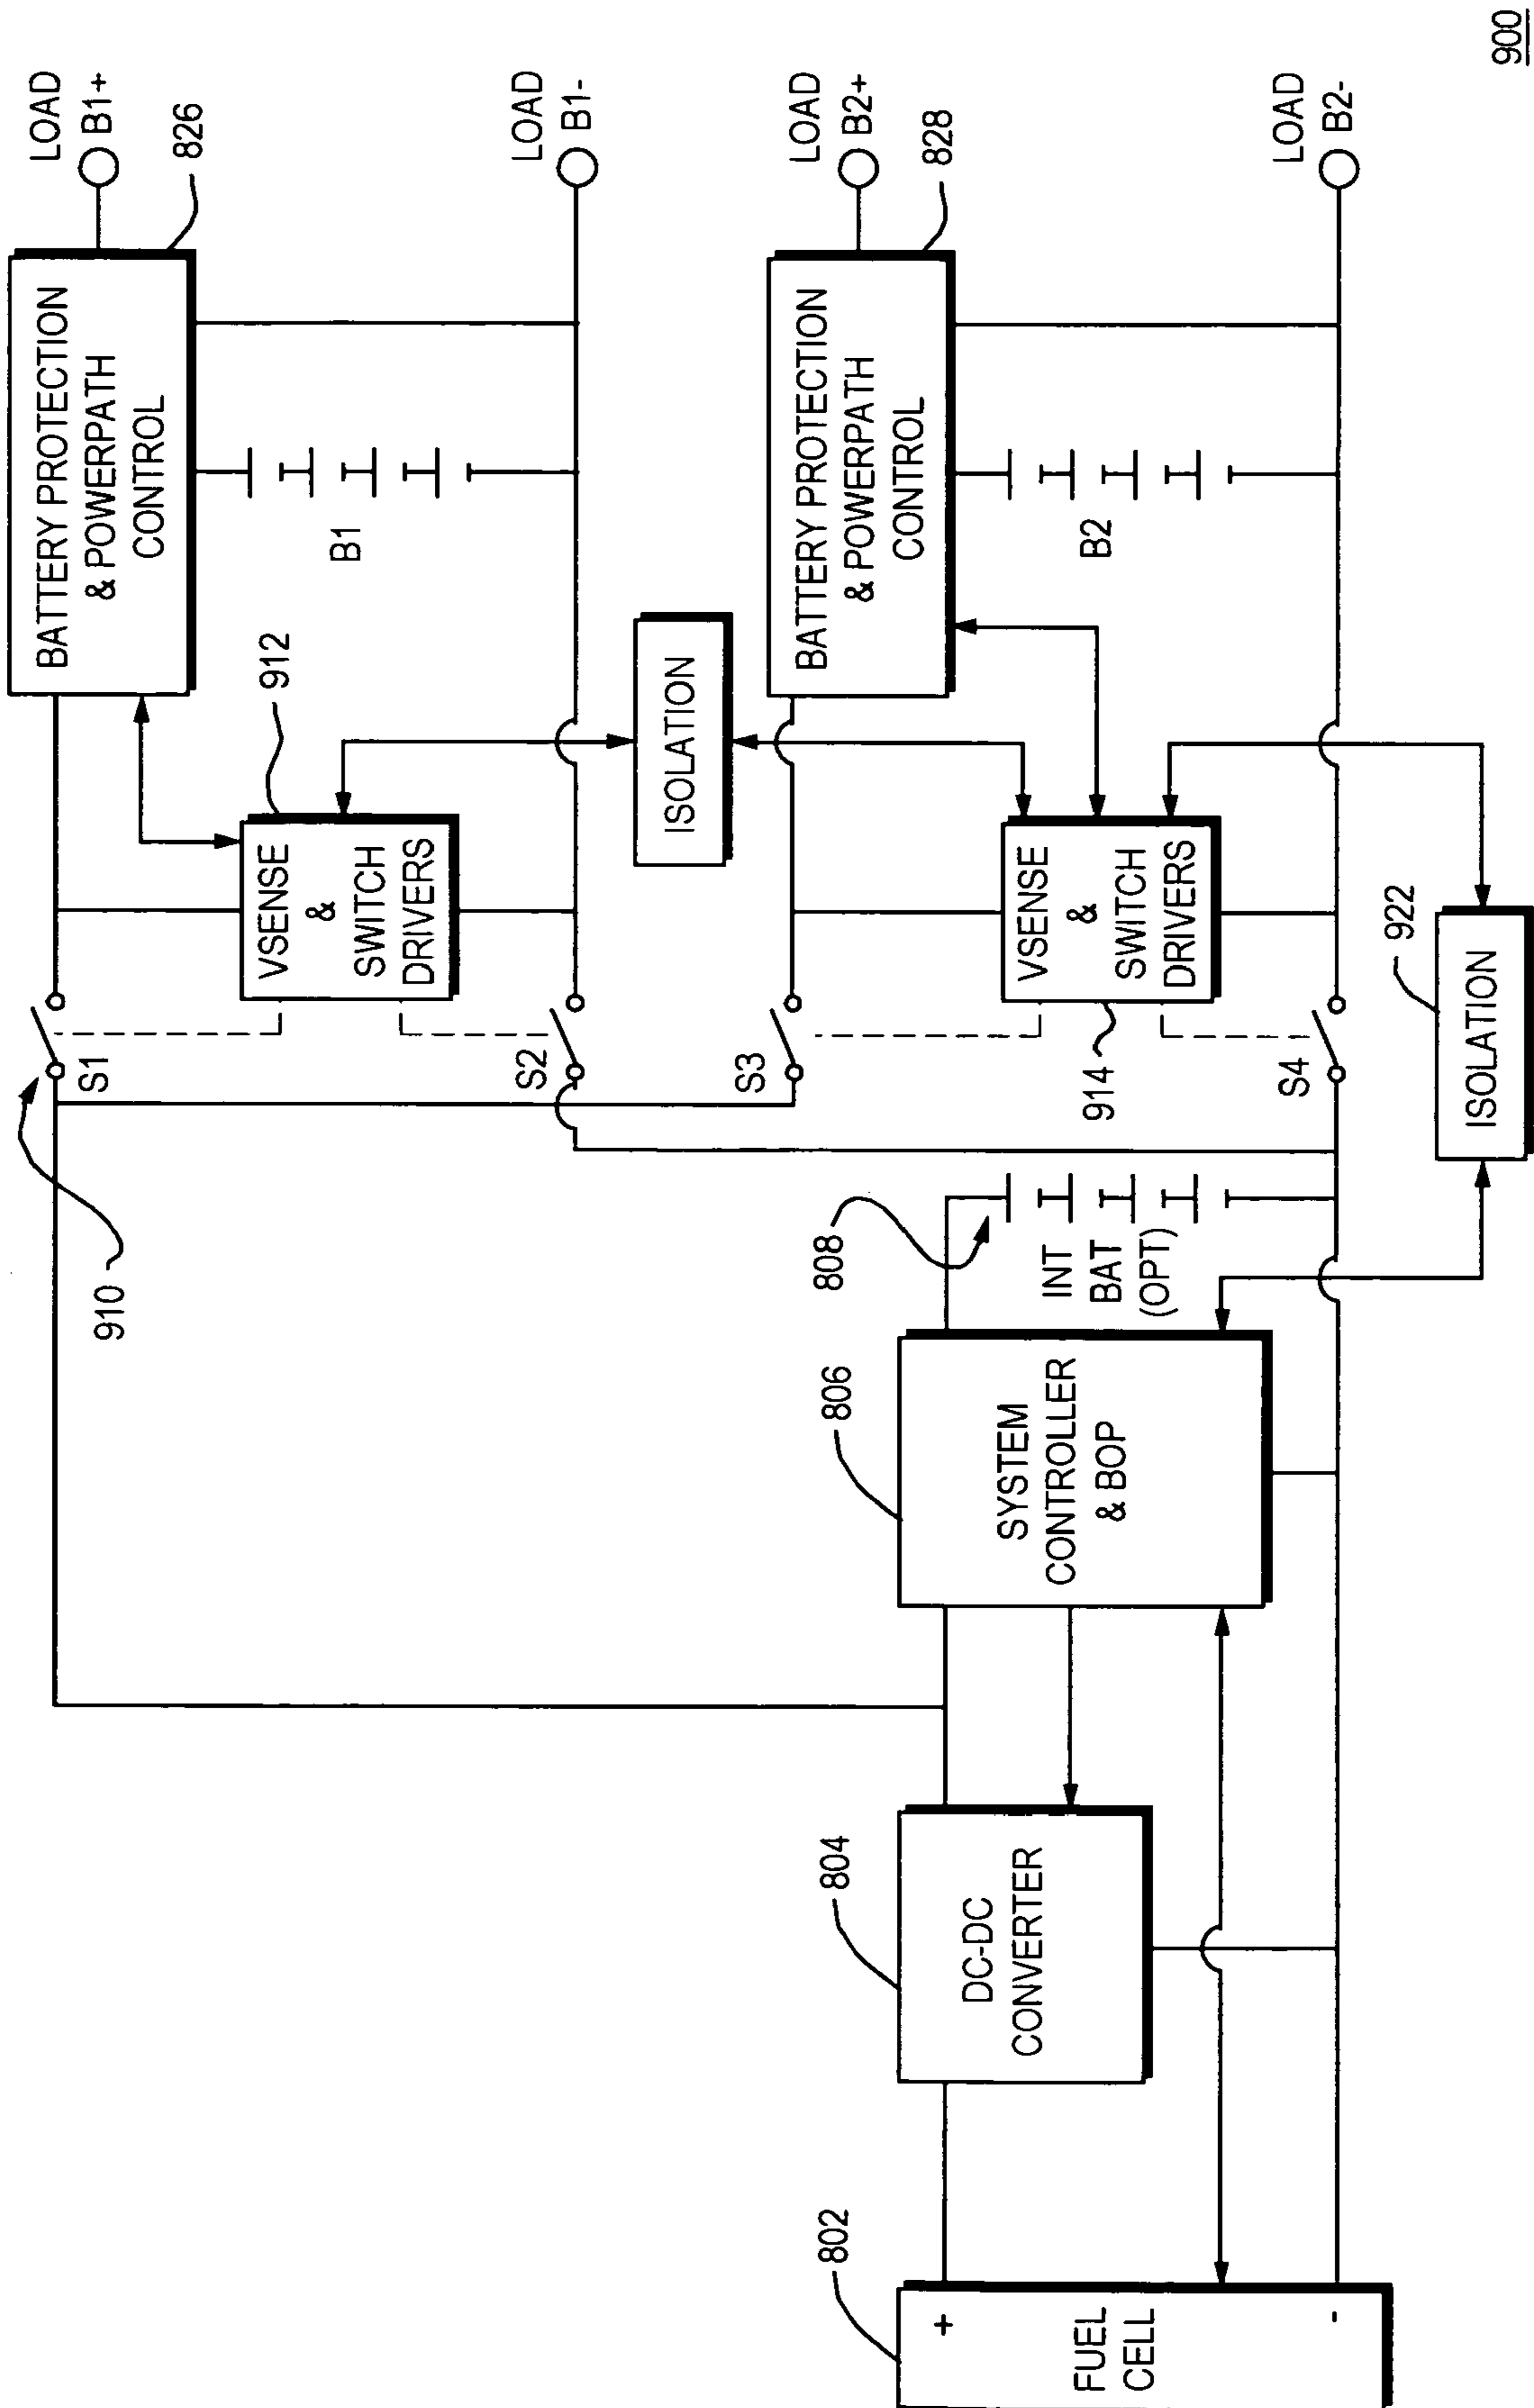 LOAD
B1+
826
BATTERY PROTECTION
& POWERPATH
CONTROL
B1
LOAD
B1-
912
VSENSE
&
SWITCH
DRIVERS
S1
S2
910
ISOLATION
LOAD
B2+
828
BATTERY PROTECTION
& POWERPATH
CONTROL
B2
LOAD
B2-
VSENSE
&
SWITCH
DRIVERS
914
S3
S4
922
ISOLATION
808
INT
BAT
(OPT)
806
SYSTEM
CONTROLLER
& BOP
804
DC-DC
CONVERTER
802
+
FUEL
CELL
-
900